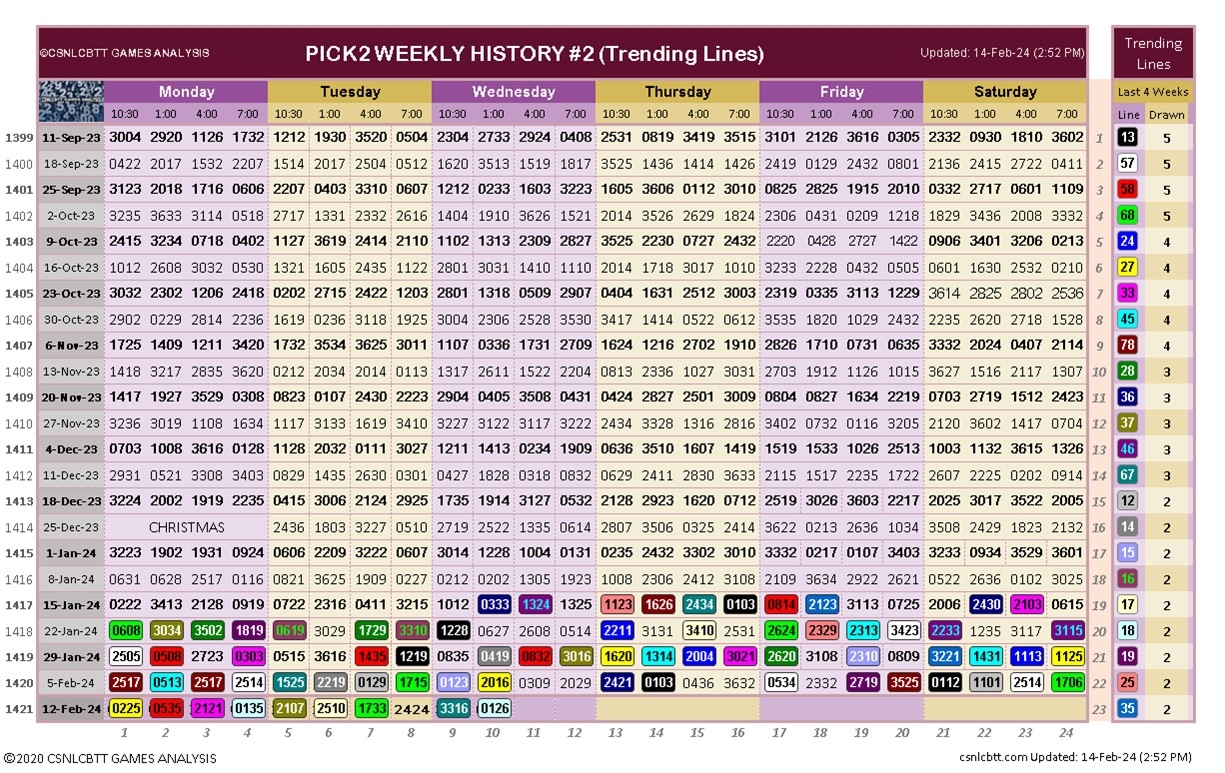 ©CSNLCBTT GAMES ANALYSIS PICK2 WEEKLY HISTORY #2 (Trending Lines) Updated: 14-Feb-24 (2:52 PM) Trending Lines
Monday Tuesday Wednesday Thursday Friday Saturday Last 4 Weeks
10:30 1:00 4:00 7:00 10:30 1:00 4:00 7:00 10:30 1:00 4:00 7:00 10:30 1:00 4:00 7:00 10:30 1:00 4:00 7:00 10:30 1:00 4:00 7:00 Line Drawn
1399 11-Sep-23 3004 2920 1126 1732 1212 1930 3520 0504 2304 2733 2924 0408 2531 0819 3419 3515 3101 2126 3616 0305 2332 0930 1810 3602 1 13 5
1400 18-Sep-23 0422 2017 1532 2207 1514 2017 2504 0512 1620 3513 1519 1817 3525 1436 1414 1426 2419 0129 2432 0801 2136 2415 2722 0411 2 57 5
1401 25-Sep-23 3123 2018 1716 0606 2207 0403 3310 0607 1212 0233 1603 3223 1605 3606 0112 3010 0825 2825 1915 2010 0332 2717 0601 1109 3 58 5
1402 2-Oct-23 3235 3633 3114 0518 2717 1331 2332 2616 1404 1910 3626 1521 2014 3526 2629 1824 2306 0431 0209 1218 1829 3436 2008 3332 4 68 5
1403 9-Oct-23 2415 3234 0718 0402 1127 3619 2414 2110 1102 1313 2309 2827 3525 2230 0727 2432 2220 0428 2727 1422 0906 3401 3206 0213 5 24 4
1404 16-Oct-23 1012 2608 3032 0530 1321 1605 2435 1122 2801 3031 1410 1110 2014 1718 3017 1010 3233 2228 0432 0505 0601 1630 2532 0210 6 27 4
1405 23-Oct-23 3032 2302 1206 2418 0202 2715 2422 1203 2801 1318 0509 2907 0404 1631 2512 3003 2319 0335 3113 1229 3614 2825 2802 2536 7 33 4
1406 30-Oct-23 2902 0229 2814 2236 1619 0236 3118 1925 3004 2306 2528 3530 3417 1414 0522 0612 3535 1820 1029 2432 2235 2620 2718 1528 8 45 4
1407 6-Nov-23 1725 1409 1211 3420 1732 3534 3625 3011 1107 0336 1731 2709 1624 1216 2702 1910 2826 1710 0731 0635 3332 2024 0407 2114 9 78 4
1408 13-Nov-23 1418 3217 2835 3620 0212 2034 2014 0113 1317 2611 1522 2204 0813 2336 1027 3031 2703 1912 1126 1015 3627 1516 2117 1307 10 28 3
1409 20-Nov-23 1417 1927 3529 0308 0823 0107 2430 2223 2904 0405 3508 0431 0424 2827 2501 3009 0804 0827 1634 2219 0703 2719 1512 2423 11 36 3
1410 27-Nov-23 3236 3019 1108 1634 1117 3133 1619 3410 3227 3122 3117 3222 2434 3328 1316 2816 3402 0732 0116 3205 2120 3602 1417 0704 12 37 3
1411 4-Dec-23 0703 1008 3616 0128 1128 2032 0111 3024 1211 1413 0234 1909 0636 3510 1607 1419 1519 1533 1026 2513 1003 1132 3615 1326 13 46 3
1412 11-Dec-23 2931 0521 3308 3403 0829 1435 2630 0301 0427 1828 0318 0832 0629 2411 2830 3633 2115 1517 2235 1722 2607 2225 0202 0914 14 67 3
1413 18-Dec-23 3224 2002 1919 2235 0415 3006 2124 2925 1735 1914 3127 0532 2128 2923 1620 0712 2519 3026 3603 2217 2025 3017 3522 2005 15 12 2
1414 25-Dec-23 CHRISTMAS 2436 1803 3227 0510 2719 2522 1335 0614 2807 3506 0325 2414 3622 0213 2636 1034 3508 2429 1823 2132 16 14 2
1415 1-Jan-24 3223 1902 1931 0924 0606 2209 3222 0607 3014 1228 1004 0131 0235 2432 3302 3010 3332 0217 0107 3403 3233 0934 3529 3601 17 15 2
1416 8-Jan-24 0631 0628 2517 0116 0821 3625 1909 0227 0212 0202 1305 1923 1008 2306 2412 3108 2109 3634 2922 2621 0522 2636 0102 3025 18 16 2
1417 15-Jan-24 0222 3413 2128 0919 0722 2316 0411 3215 1012 0333 1324 1325 1123 1626 2434 0103 0814 2123 3113 0725 2006 2430 2103 0615 19 17 2
1418 22-Jan-24 0608 3034 3502 1819 0619 3029 1729 3310 1228 0627 2608 0514 2211 3131 3410 2531 2624 2329 2313 3423 2233 1235 3117 3115 20 18 2
1419 29-Jan-24 2505 0508 2723 0303 0515 3616 1435 1219 0835 0419 0832 3016 1620 1314 2004 3021 2620 3108 2310 0809 3221 1431 1113 1125 21 19 2
1420 5-Feb-24 2517 0513 2517 2514 1525 2219 0129 1715 0123 2016 0309 2029 2421 0103 0436 3632 0534 2332 2719 3525 0112 1101 2514 1706 22 25 2
1421 12-Feb-24 0225 0535 2121 0135 2107 2510 1733 2424 3316 0126 23 35 2
1 2 3 4 5 6 7 8 9 10 11 12 13 14 15 16 17 18 19 20 21 22 23 24
©2020 CSNLCBTT GAMES ANALYSIS csnlcbtt.com Updated: 14-Feb-24 (2:52 PM)